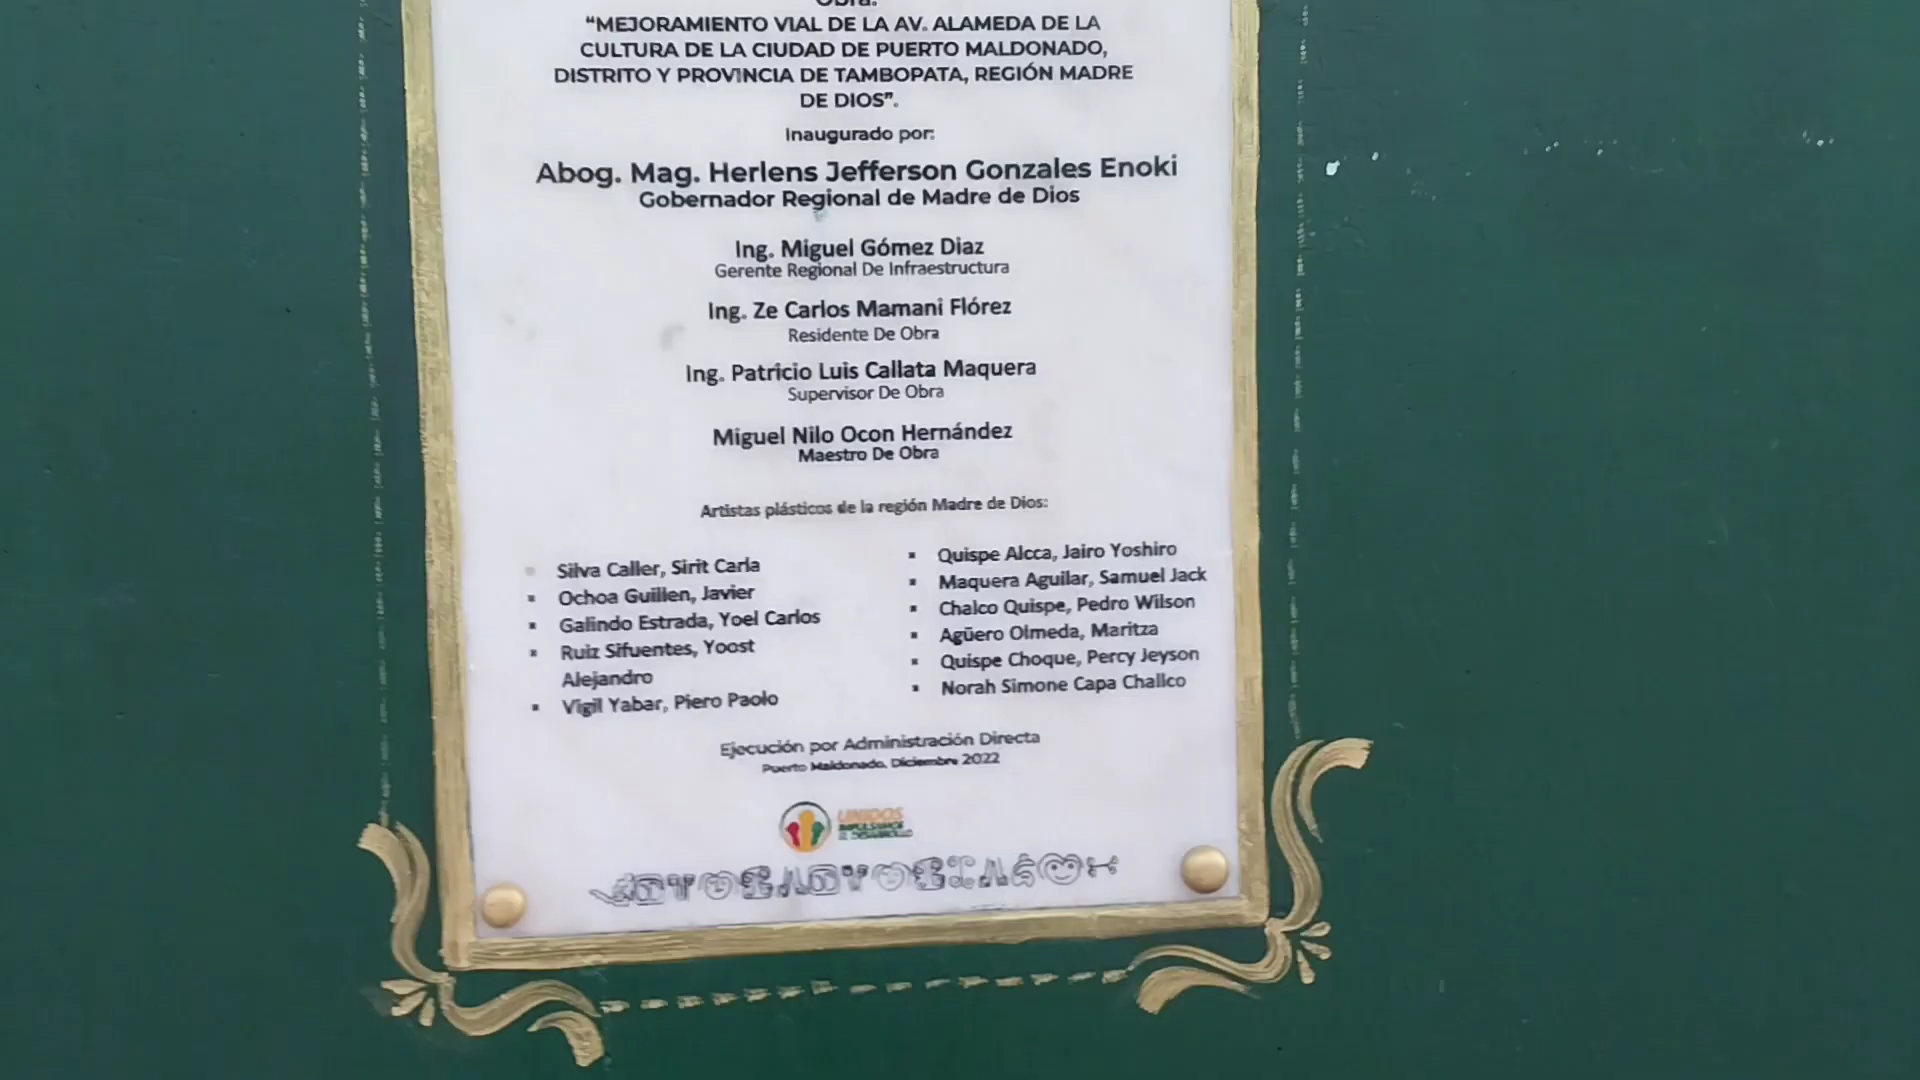 Obra:
“MEJORAMIENTO VIAL DE LA AV. ALAMEDA DE LA
CULTURA DE LA CIUDAD DE PUERTO MALDONADO,
DISTRITO Y PROVINCIA DE TAMBOPATA, REGIÓN MADRE
DE DIOS”.
Inaugurado por:
Abog. Mag. Herlens Jefferson Gonzales Enoki
Gobernador Regional de Madre de Dios
Ing. Miguel Gómez Diaz
Gerente Regional De Infraestructura
Ing. Ze Carlos Mamani Flórez
Residente De Obra
Ing. Patricio Luis Callata Maquera
Supervisor De Obra
Miguel Nilo Ocon Hernández
Maestro De Obra
Artistas plásticos de la región Madre de Dios:
▪ Silva Caller, Sirit Carla
▪ Ochoa Guillen, Javier
▪ Galindo Estrada, Yoel Carlos
▪ Ruiz Sifuentes, Yoost
Alejandro
▪ Vigil Yabar, Piero Paolo
▪ Quispe Alcca, Jairo Yoshiro
▪ Maquera Aguilar, Samuel Jack
▪ Chalco Quispe, Pedro Wilson
▪ Agüero Olmeda, Maritza
▪ Quispe Choque, Percy Jeyson
▪ Norah Simone Capa Challco
Ejecución por Administración Directa
Puerto Maldonado, Diciembre 2022
UNIDOS
IMPULSAMOS
EL DESARROLLO